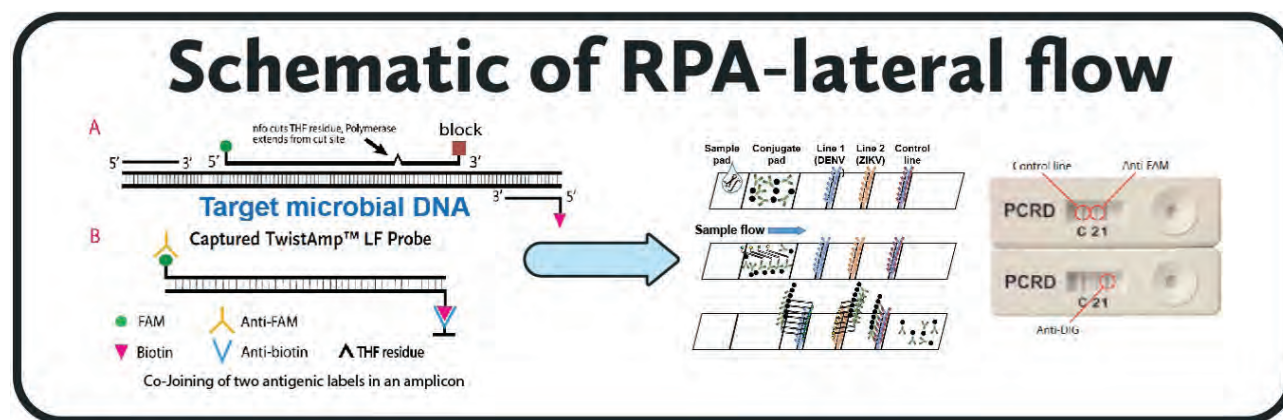 Schematic of RPA-lateral flow
A
nfo cuts THF residue, Polymerase
extends from cut site
block
5' 3' 5' 3'
3' 5'
Target microbial DNA
B
Captured TwistAmp™ LF Probe
FAM
Anti-FAM
Biotin
Anti-biotin
THF residue
Co-Joining of two antigenic labels in an amplicon
Sample
pad
Conjugate
pad
Line 1
(DENV)
Line 2
(ZIKV)
Control
line
Sample flow
Control line
Anti FAM
PCRD
C 21
PCRD
C 21
Anti-DIG